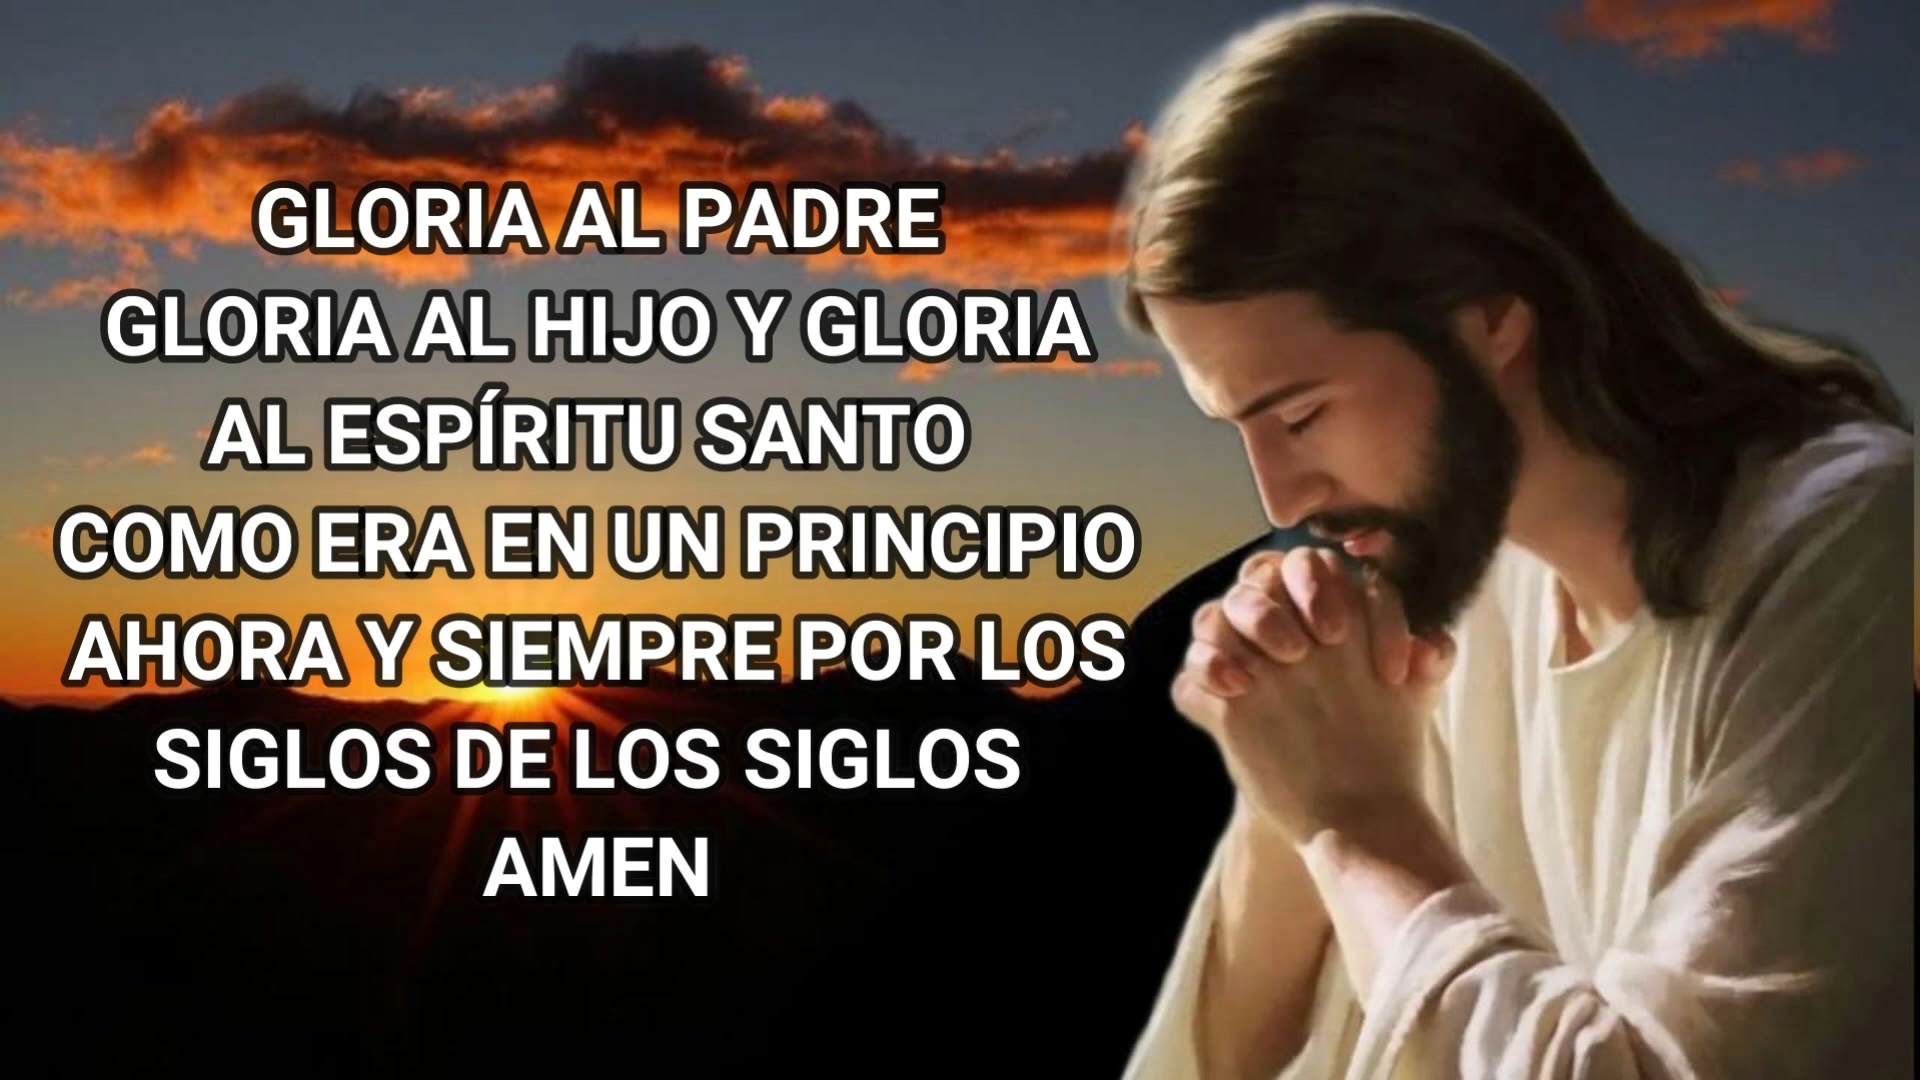 GLORIA AL PADRE
GLORIA AL HIJO Y GLORIA
AL ESPÍRITU SANTO
COMO ERA EN UN PRINCIPIO
AHORA Y SIEMPRE POR LOS
SIGLOS DE LOS SIGLOS
AMEN